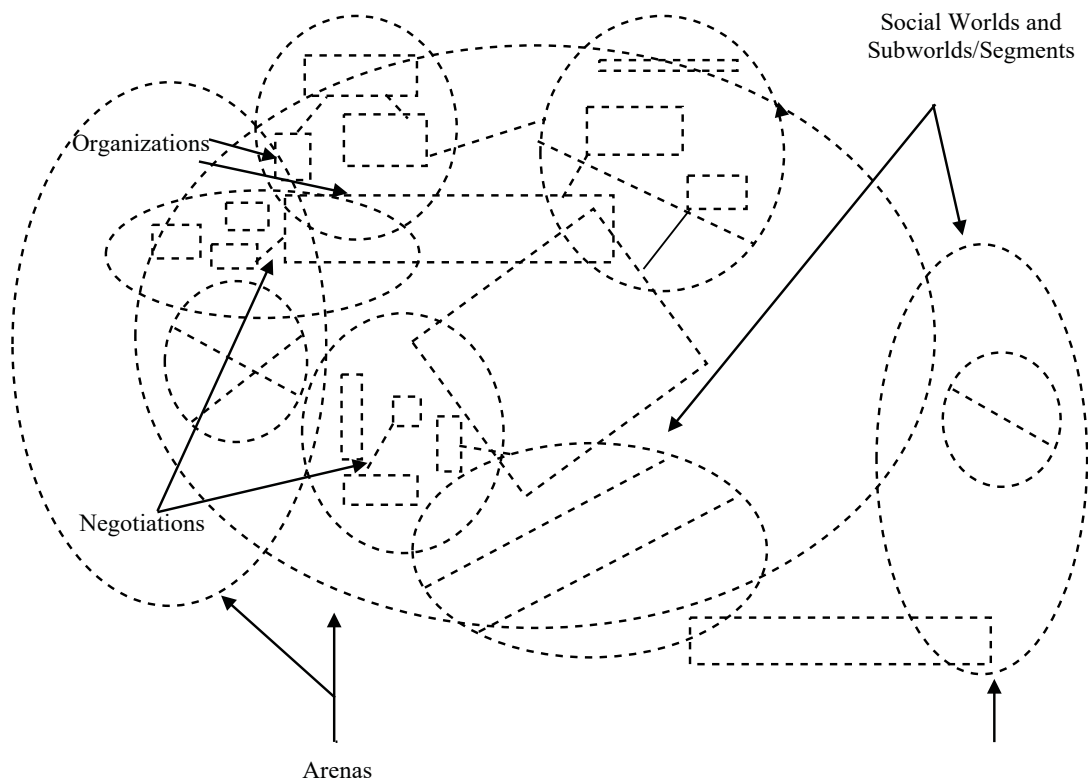 Social Worlds and
Subworlds/Segments
Organizations
Negotiations
Arenas